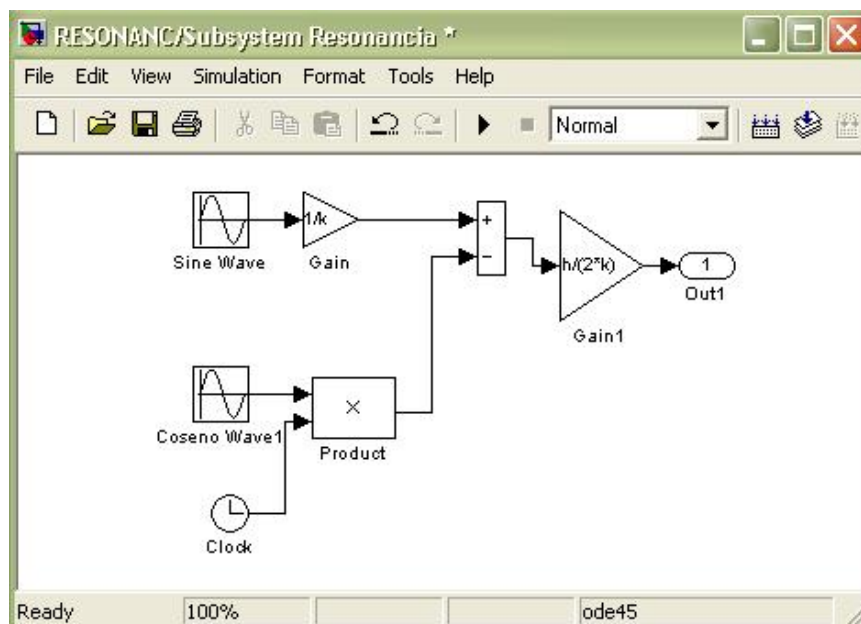 RESONANC/Subsystem Resonancia *
File Edit View Simulation Format Tools Help
Normal
1/k
+
−
h/(2*k)
1
Sine Wave
Gain
Out1
Gain1
×
Coseno Wave1
Product
Clock
Ready 100% ode45